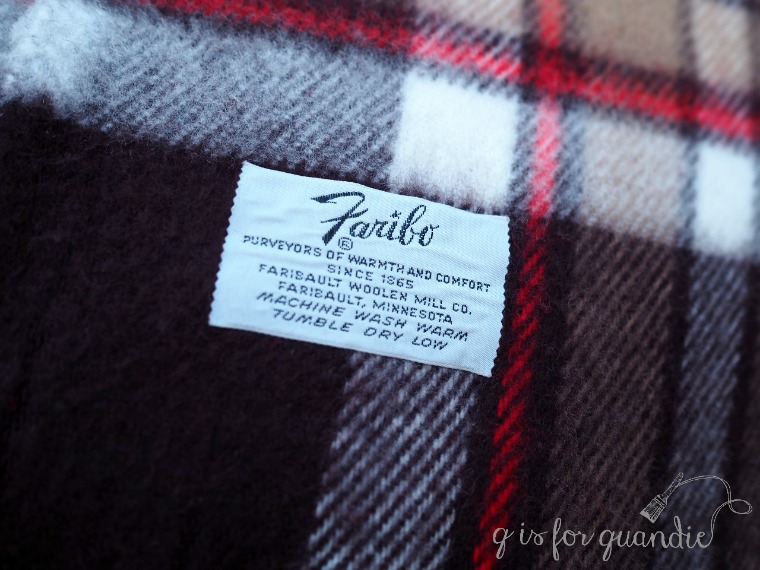 Faribo
®
PURVEYORS OF WARMTH AND COMFORT
SINCE 1865
FARIBAULT WOOLEN MILL CO.
FARIBAULT, MINNESOTA
MACHINE WASH WARM
TUMBLE DRY LOW
g is for quandie